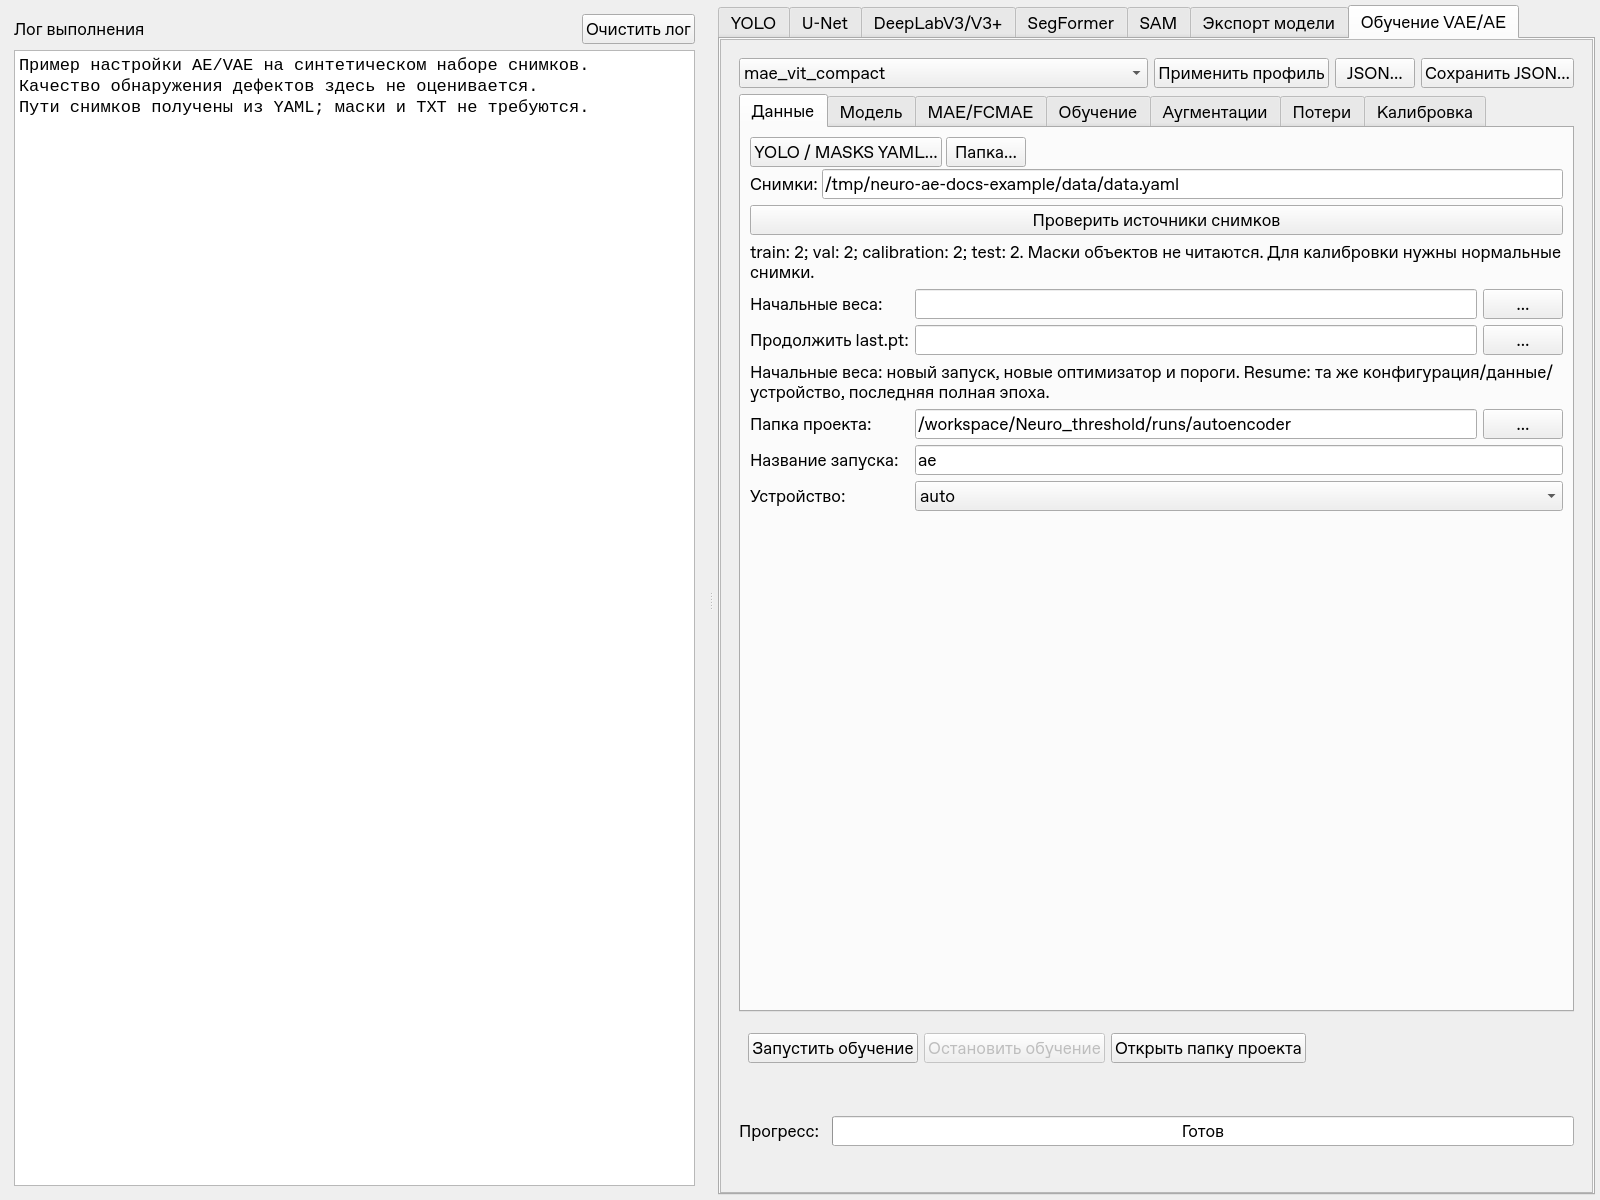 Лог выполнения
Очистить лог
Пример настройки AE/VAE на синтетическом наборе снимков.
Качество обнаружения дефектов здесь не оценивается.
Пути снимков получены из YAML; маски и TXT не требуются.
YOLO U-Net DeepLabV3/V3+ SegFormer SAM Экспорт модели Обучение VAE/AE
mae_vit_compact Применить профиль JSON... Сохранить JSON...
Данные Модель MAE/FCMAE Обучение Аугментации Потери Калибровка
YOLO / MASKS YAML... Папка...
Снимки: /tmp/neuro-ae-docs-example/data/data.yaml
Проверить источники снимков
train: 2; val: 2; calibration: 2; test: 2. Маски объектов не читаются. Для калибровки нужны нормальные
снимки.
Начальные веса: ...
Продолжить last.pt: ...
Начальные веса: новый запуск, новые оптимизатор и пороги. Resume: та же конфигурация/данные/
устройство, последняя полная эпоха.
Папка проекта: /workspace/Neuro_threshold/runs/autoencoder ...
Название запуска: ae
Устройство: auto
Запустить обучение Остановить обучение Открыть папку проекта
Прогресс: Готов